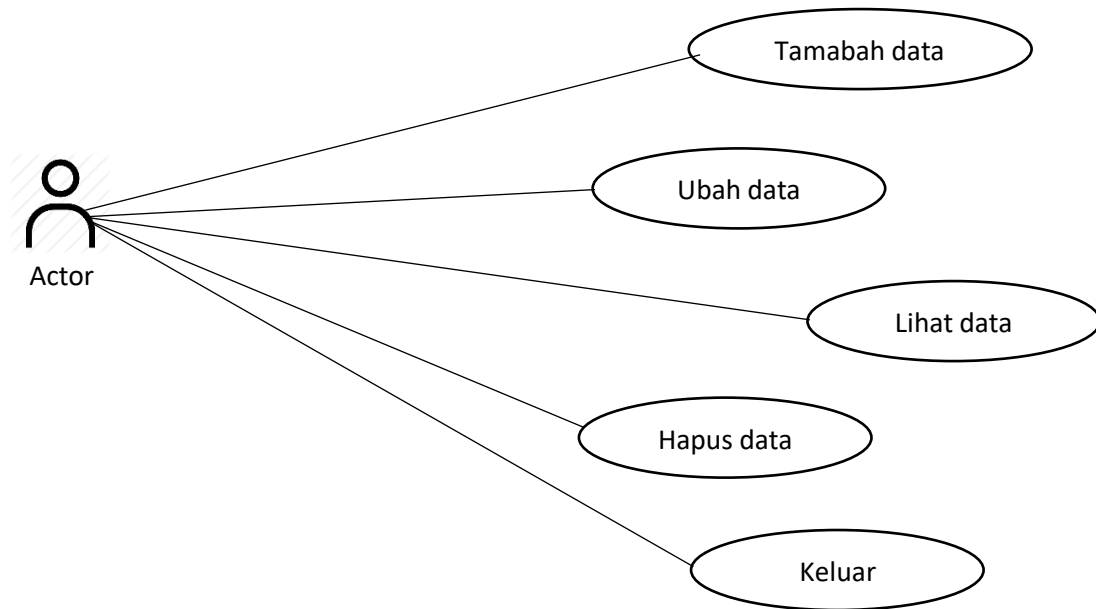 Tamabah data
Ubah data
Actor
Lihat data
Hapus data
Keluar